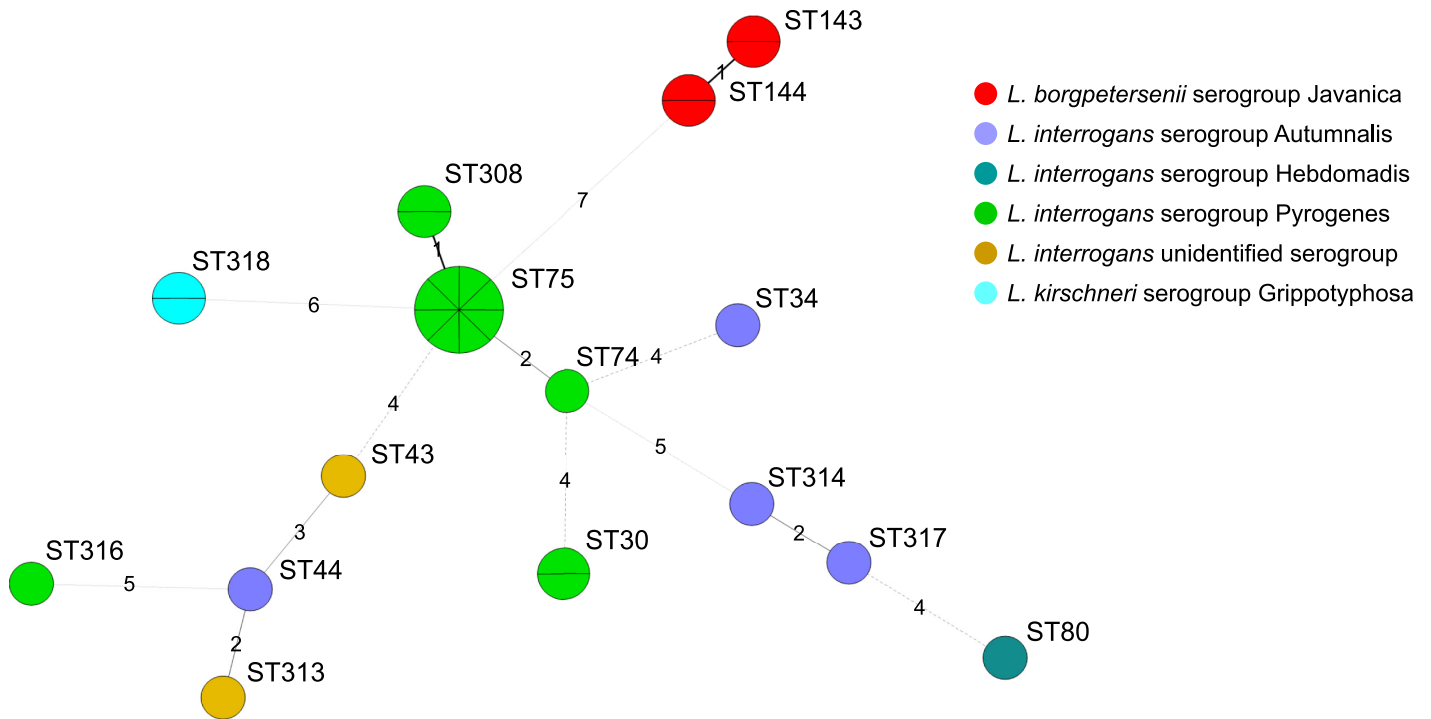 ST143
1
ST144
ST308
7
1
ST318
ST75
6
ST34
2
ST74
4
4
ST43
5
ST314
4
3
2
ST317
ST30
ST316
ST44
5
4
2
ST80
ST313
L. borgpetersenii serogroup Javanica
L. interrogans serogroup Autumnalis
L. interrogans serogroup Hebdomadis
L. interrogans serogroup Pyrogenes
L. interrogans unidentified serogroup
L. kirschneri serogroup Grippotyphosa